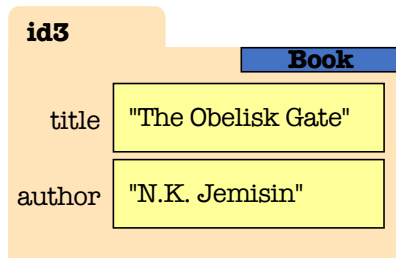 id3
Book
title "The Obelisk Gate"
author "N.K. Jemisin"